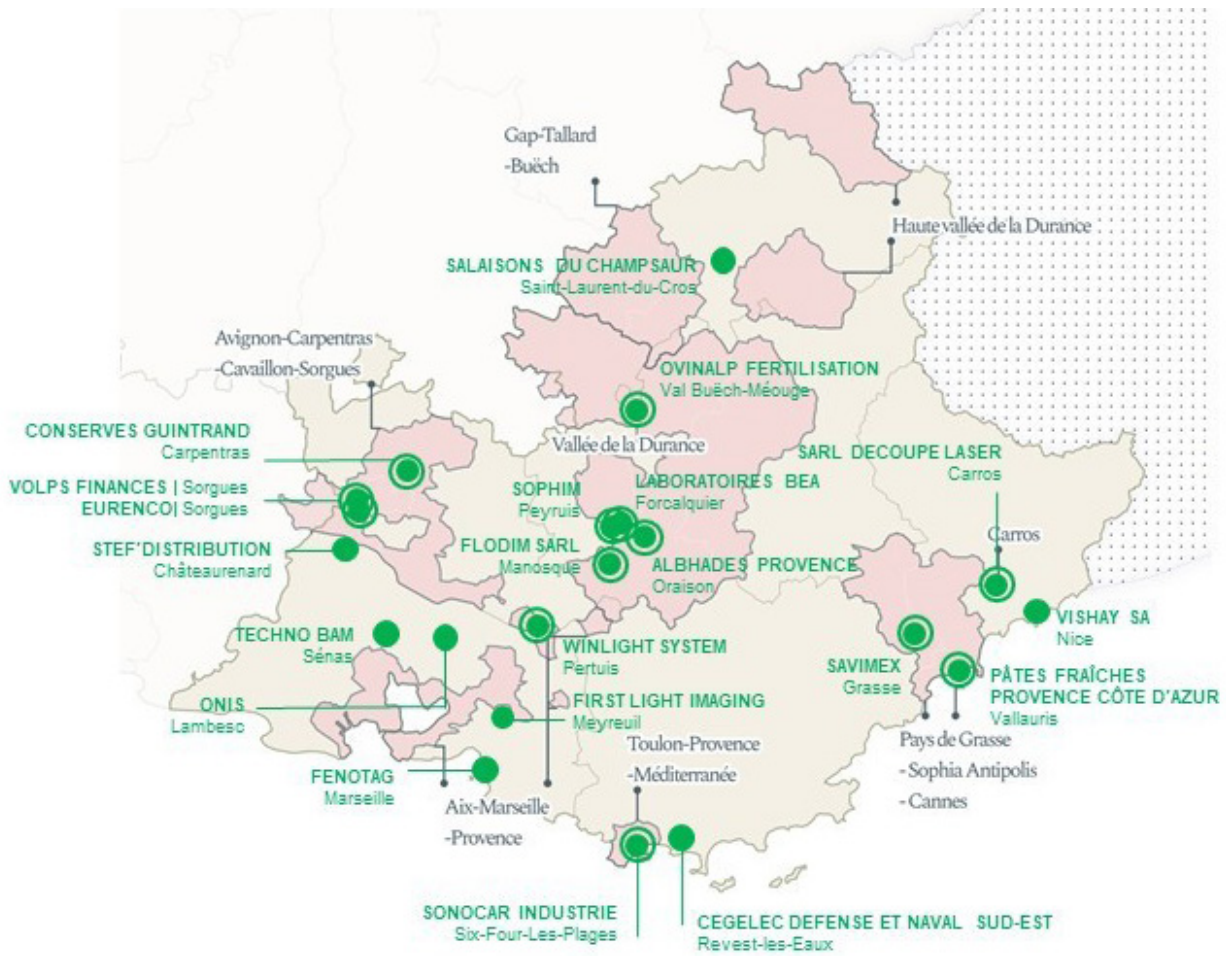 Gap-Tallard
-Buëch
Haute vallée de la Durance
SALAISONS DU CHAMPSAUR
Saint-Laurent-du-Cros
Avignon-Carpentras
-Cavaillon-Sorgues
OVINALP FERTILISATION
Val Buëch-Méouge
CONSERVES GUINTRAND
Carpentras
Vallée de la Durance
SARL DECOUPE LASER
Carros
VOLPS FINANCES | Sorgues
EURENCO| Sorgues
SOPHIM
Peyruis
LABORATOIRES BEA
Forcalquier
STEF'DISTRIBUTION
Châteaurenard
FLODIM SARL
Manosque
ALBHADES PROVENCE
Oraison
Carros
TECHNO BAM
Sénas
WINLIGHT SYSTEM
Pertuis
VISHAY SA
Nice
SAVIMEX
Grasse
PÂTES FRAÎCHES
PROVENCE CÔTE D'AZUR
Vallauris
ONIS
Lambesc
FIRST LIGHT IMAGING
Meyreuil
Toulon-Provence
-Méditerranée
Pays de Grasse
- Sophia Antipolis
- Cannes
FENOTAG
Marseille
Aix-Marseille
-Provence
SONOCAR INDUSTRIE
Six-Four-Les-Plages
CEGELEC DEFENSE ET NAVAL SUD-EST
Revest-les-Eaux